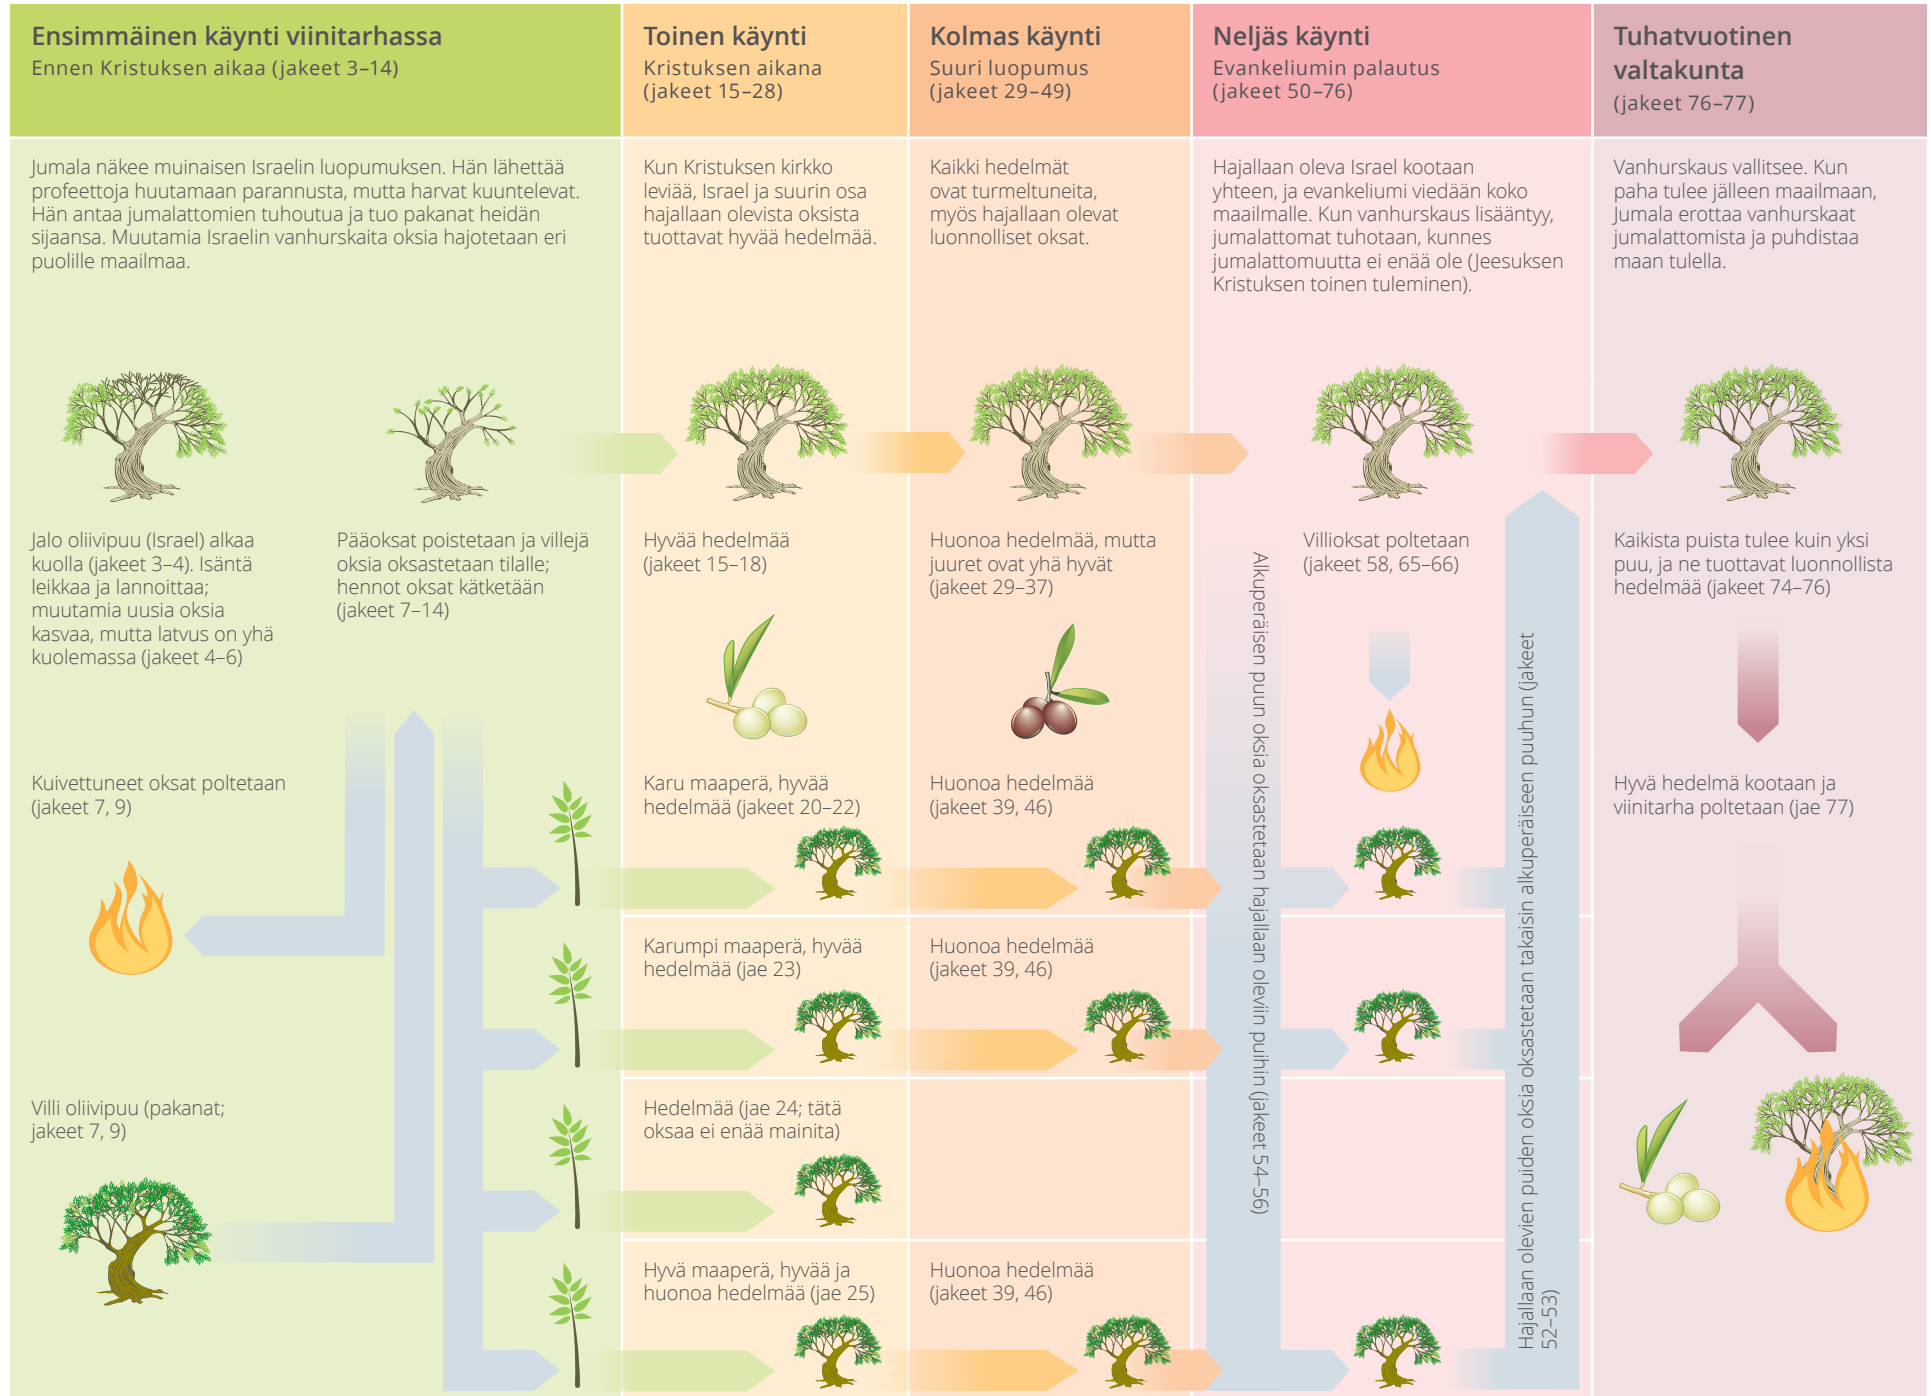 Ensimmäinen käynti viinitarhassa
Ennen Kristuksen aikaa (jakeet 3–14)
Jumala näkee muinaisen Israelin luopumuksen. Hän lähettää
profeettoja huutamaan parannusta, mutta harvat kuuntelevat.
Hän antaa jumalattomien tuhoutua ja tuo pakanat heidän
sijaansa. Muutamia Israelin vanhurskaita oksia hajotetaan eri
puolille maailmaa.
Jalo oliivipuu (Israel) alkaa
kuolla (jakeet 3–4). Isäntä
leikkaa ja lannoittaa;
muutamia uusia oksia
kasvaa, mutta latvus on yhä
kuolemassa (jakeet 4–6)
Pääoksat poistetaan ja villejä
oksia oksastetaan tilalle;
hennot oksat kätketään
(jakeet 7–14)
Kuivettuneet oksat poltetaan
(jakeet 7, 9)
Villi oliivipuu (pakanat;
jakeet 7, 9)
Toinen käynti
Kristuksen aikana
(jakeet 15–28)
Kun Kristuksen kirkko
leviää, Israel ja suurin osa
hajallaan olevista oksista
tuottavat hyvää hedelmää.
Hyvää hedelmää
(jakeet 15–18)
Karu maaperä, hyvää
hedelmää (jakeet 20–22)
Karumpi maaperä, hyvää
hedelmää (jae 23)
Hedelmää (jae 24; tätä
oksaa ei enää mainita)
Hyvä maaperä, hyvää ja
huonoa hedelmää (jae 25)
Kolmas käynti
Suuri luopumus
(jakeet 29–49)
Kaikki hedelmät
ovat turmeltuneita,
myös hajallaan olevat
luonnolliset oksat.
Huonoa hedelmää, mutta
juuret ovat yhä hyvät
(jakeet 29–37)
Huonoa hedelmää
(jakeet 39, 46)
Huonoa hedelmää
(jakeet 39, 46)
Huonoa hedelmää
(jakeet 39, 46)
Neljäs käynti
Evankeliumin palautus
(jakeet 50–76)
Hajallaan oleva Israel kootaan
yhteen, ja evankeliumi viedään koko
maailmalle. Kun vanhurskaus lisääntyy,
jumalattomat tuhotaan, kunnes
jumalattomuutta ei enää ole (Jeesuksen
Kristuksen toinen tuleminen).
Alkuperäisen puun oksia oksastetaan hajallaan oleviin puihin (jakeet 54–56)
Villioksat poltetaan
(jakeet 58, 65–66)
Hajallaan olevien puiden oksia oksastetaan takaisin alkuperäiseen puuhun (jakeet
52–53)
Tuhatvuotinen
valtakunta
(jakeet 76–77)
Vanhurskaus vallitsee. Kun
paha tulee jälleen maailmaan,
Jumala erottaa vanhurskaat
jumalattomista ja puhdistaa
maan tulella.
Kaikista puista tulee kuin yksi
puu, ja ne tuottavat luonnollista
hedelmää (jakeet 74–76)
Hyvä hedelmä kootaan ja
viinitarha poltetaan (jae 77)